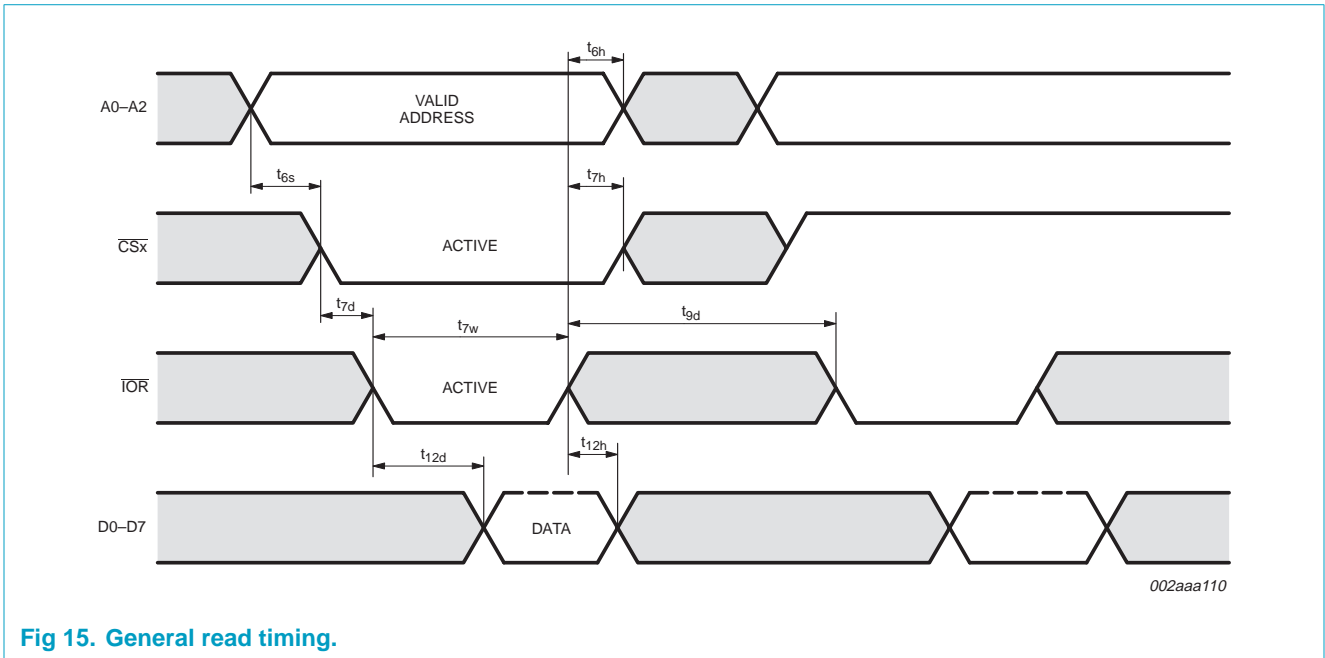 t6h
A0–A2
VALID
ADDRESS
t6s
t7h
CSx
ACTIVE
t7d
t7w
t9d
IOR
ACTIVE
t12d
t12h
D0–D7
DATA
002aaa110
Fig 15. General read timing.